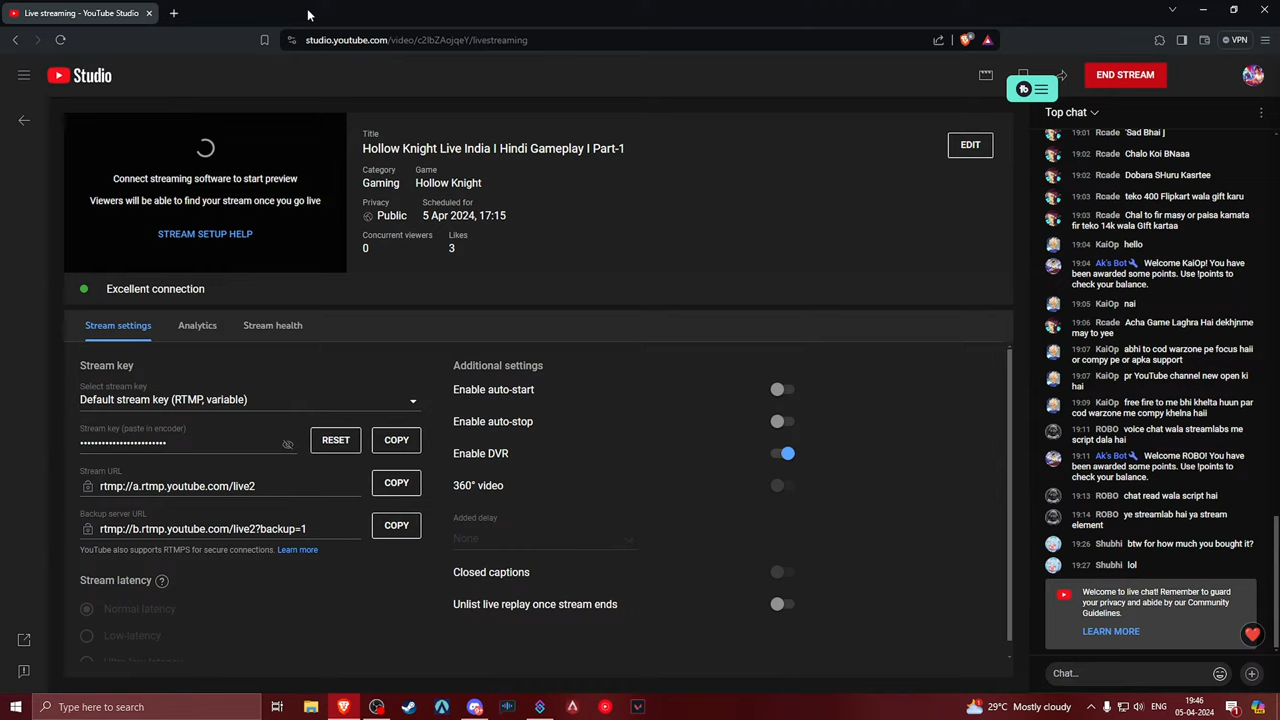 Live streaming - YouTube Studio
studio.youtube.com/video/c2IbZAojqeY/livestreaming
VPN
Studio
END STREAM
Connect streaming software to start preview
Viewers will be able to find your stream once you go live
STREAM SETUP HELP
Title
Hollow Knight Live India I Hindi Gameplay I Part-1
EDIT
Category
Game
Gaming
Hollow Knight
Privacy
Scheduled for
Public
5 Apr 2024, 17:15
Concurrent viewers
Likes
0
3
Excellent connection
Stream settings
Analytics
Stream health
Stream key
Select stream key
Default stream key (RTMP, variable)
Stream key (paste in encoder)
••••••••••••••••••••••••
RESET
COPY
Stream URL
rtmp://a.rtmp.youtube.com/live2
COPY
Backup server URL
rtmp://b.rtmp.youtube.com/live2?backup=1
COPY
YouTube also supports RTMPS for secure connections. Learn more
Stream latency
Normal latency
Low-latency
Ultra low-latency
Additional settings
Enable auto-start
Enable auto-stop
Enable DVR
360° video
Added delay
None
Closed captions
Unlist live replay once stream ends
Top chat
19:01 Rcade 'Sad Bhai ]
19:02 Rcade Chalo Koi BNaaa
19:02 Rcade Dobara SHuru Kasrtee
19:03 Rcade teko 400 Flipkart wala gift karu
19:03 Rcade Chal to fir masy or paisa kamata
fir teko 14k wala GIft kartaa
19:04 KaiOp hello
19:04 Ak's Bot Welcome KaiOp! You have
been awarded some points. Use !points to
check your balance.
19:05 KaiOp nai
19:06 Rcade Acha Game Laghra Hai dekhjnme
may to yee
19:07 KaiOp abhi to cod warzone pe focus haii
or compy pe or apka support
19:07 KaiOp pr YouTube channel new open ki
hai
19:09 KaiOp free fire to me bhi khelta huun par
cod warzone me compy khelna haii
19:11 ROBO voice chat wala streamlabs me
script dala hai
19:11 Ak's Bot Welcome ROBO! You have
been awarded some points. Use !points to
check your balance.
19:13 ROBO chat read wala script hai
19:14 ROBO ye streamlab hai ya stream
element
19:26 Shubhi btw for how much you bought it?
19:27 Shubhi lol
Welcome to live chat! Remember to guard
your privacy and abide by our Community
Guidelines.
LEARN MORE
Chat...
Type here to search
29°C Mostly cloudy
19:46
05-04-2024
1